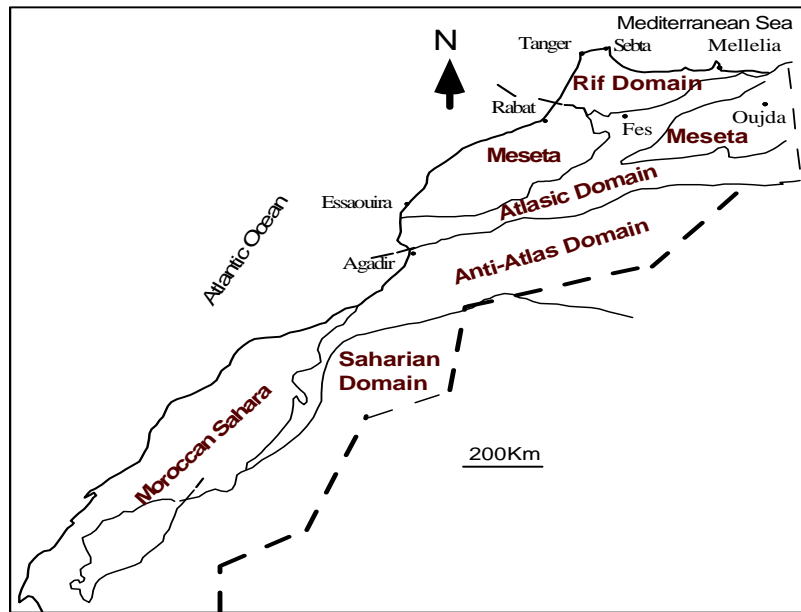 Mediterranean Sea
N
Tanger
Sebta
Mellelia
Rif Domain
Rabat
Fes
Oujda
Meseta
Meseta
Essaouira
Atlasic Domain
Atlantic Ocean
Agadir
Anti-Atlas Domain
Saharian
Domain
Moroccan Sahara
200Km